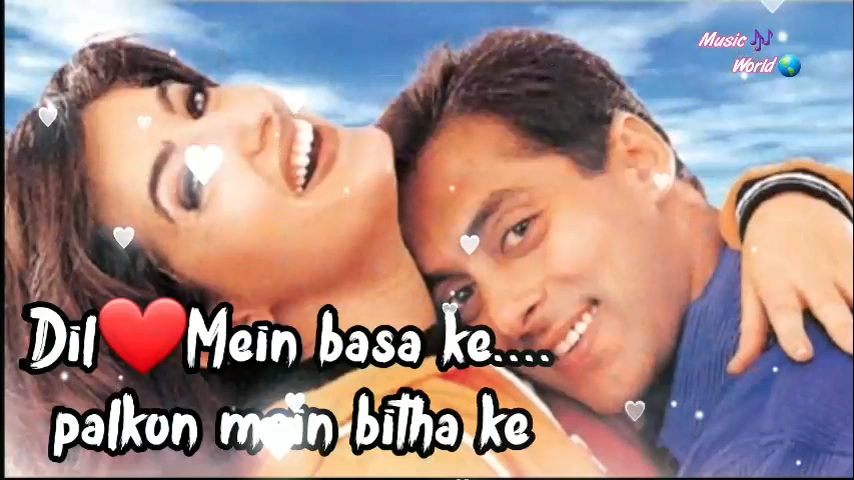 Music 🎶
World 🌎
Dil❤️Mein basa ke....
palkon mein bitha ke